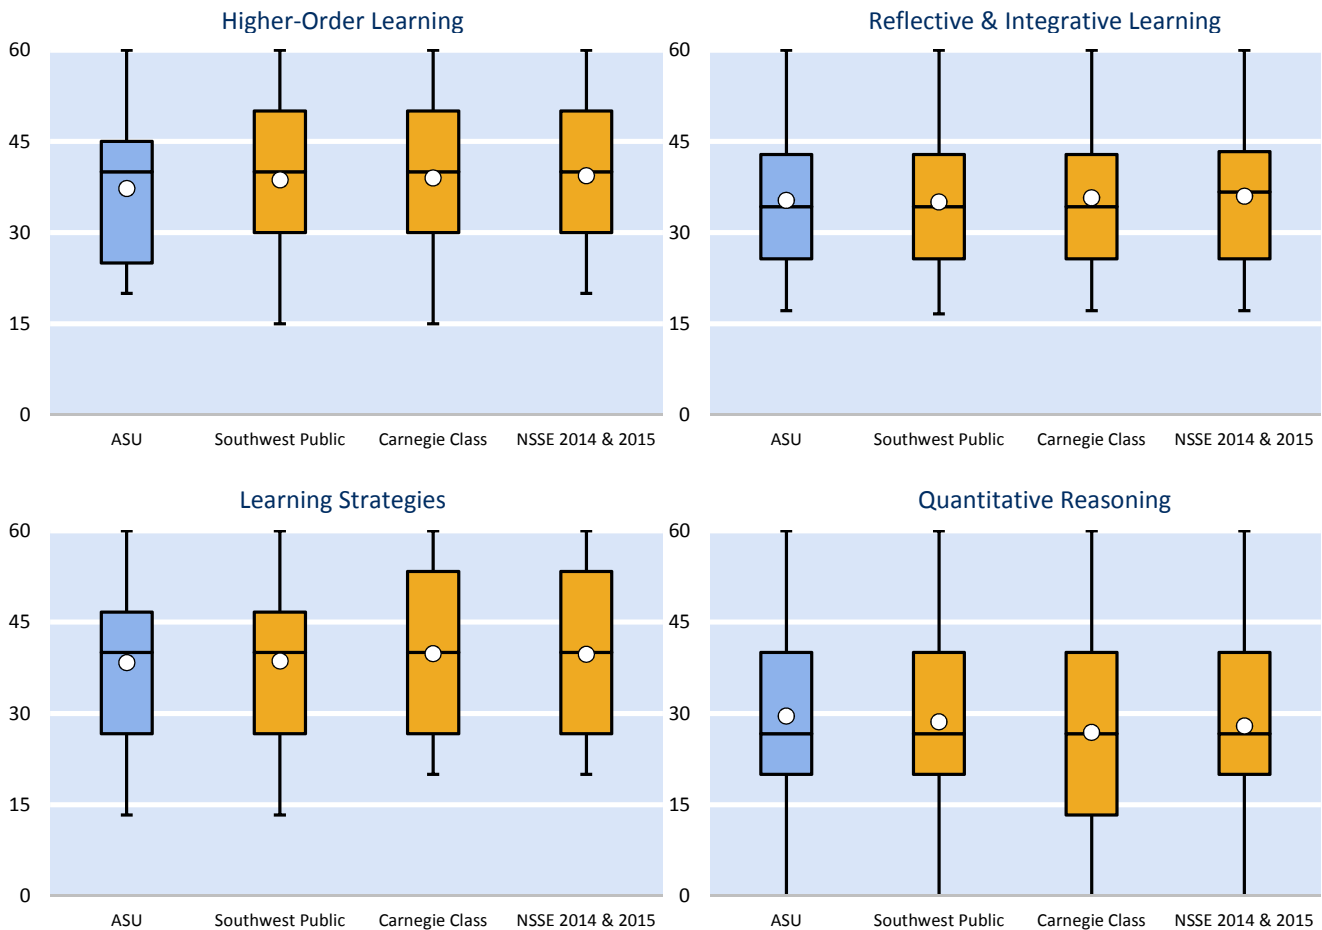 Higher-Order Learning
60
45
30
15
0
ASU Southwest Public Carnegie Class NSSE 2014 & 2015
Reflective & Integrative Learning
60
45
30
15
0
ASU Southwest Public Carnegie Class NSSE 2014 & 2015
Learning Strategies
60
45
30
15
0
ASU Southwest Public Carnegie Class NSSE 2014 & 2015
Quantitative Reasoning
60
45
30
15
0
ASU Southwest Public Carnegie Class NSSE 2014 & 2015